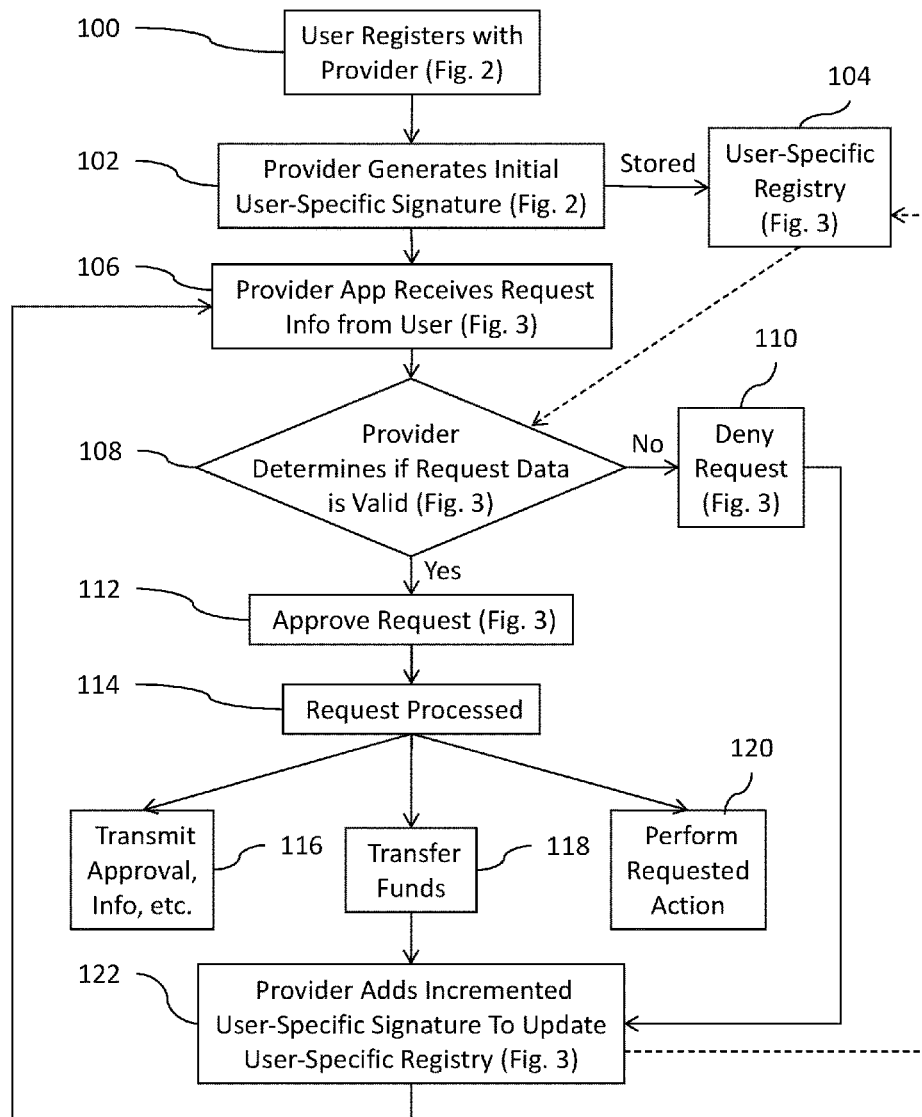 100
User Registers with
Provider (Fig. 2)
104
102
Provider Generates Initial
User-Specific Signature (Fig. 2)
Stored
User-Specific
Registry
(Fig. 3)
106
Provider App Receives Request
Info from User (Fig. 3)
110
108
Provider
Determines if Request Data
is Valid (Fig. 3)
No
Deny
Request
(Fig. 3)
Yes
112
Approve Request (Fig. 3)
114
Request Processed
120
Transmit
Approval,
Info, etc.
116
Transfer
Funds
118
Perform
Requested
Action
122
Provider Adds Incremented
User-Specific Signature To Update
User-Specific Registry (Fig. 3)